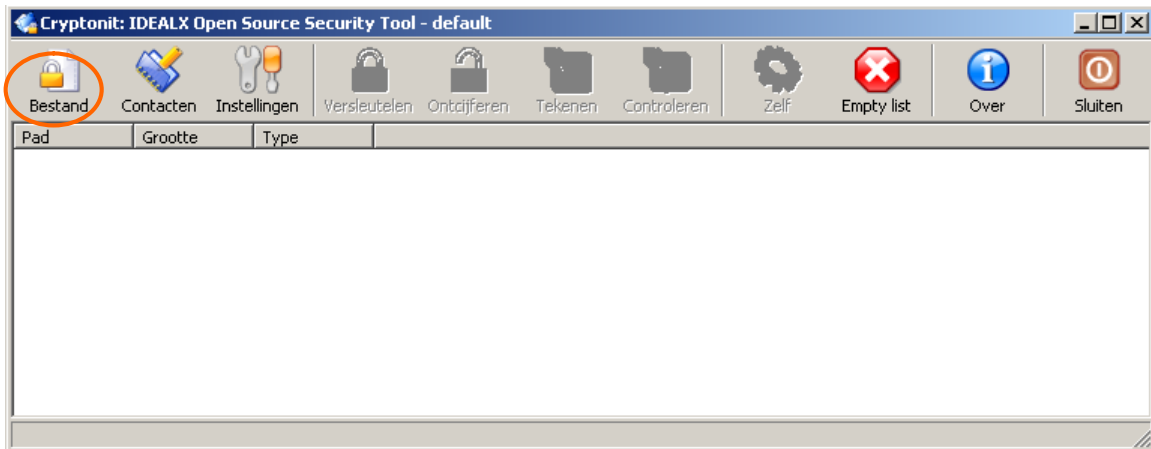 Cryptonit: IDEALX Open Source Security Tool - default
Bestand Contacten Instellingen Versleutelen Ontcijferen Tekenen Controleren Zelf Empty list Over Sluiten
Pad Grootte Type